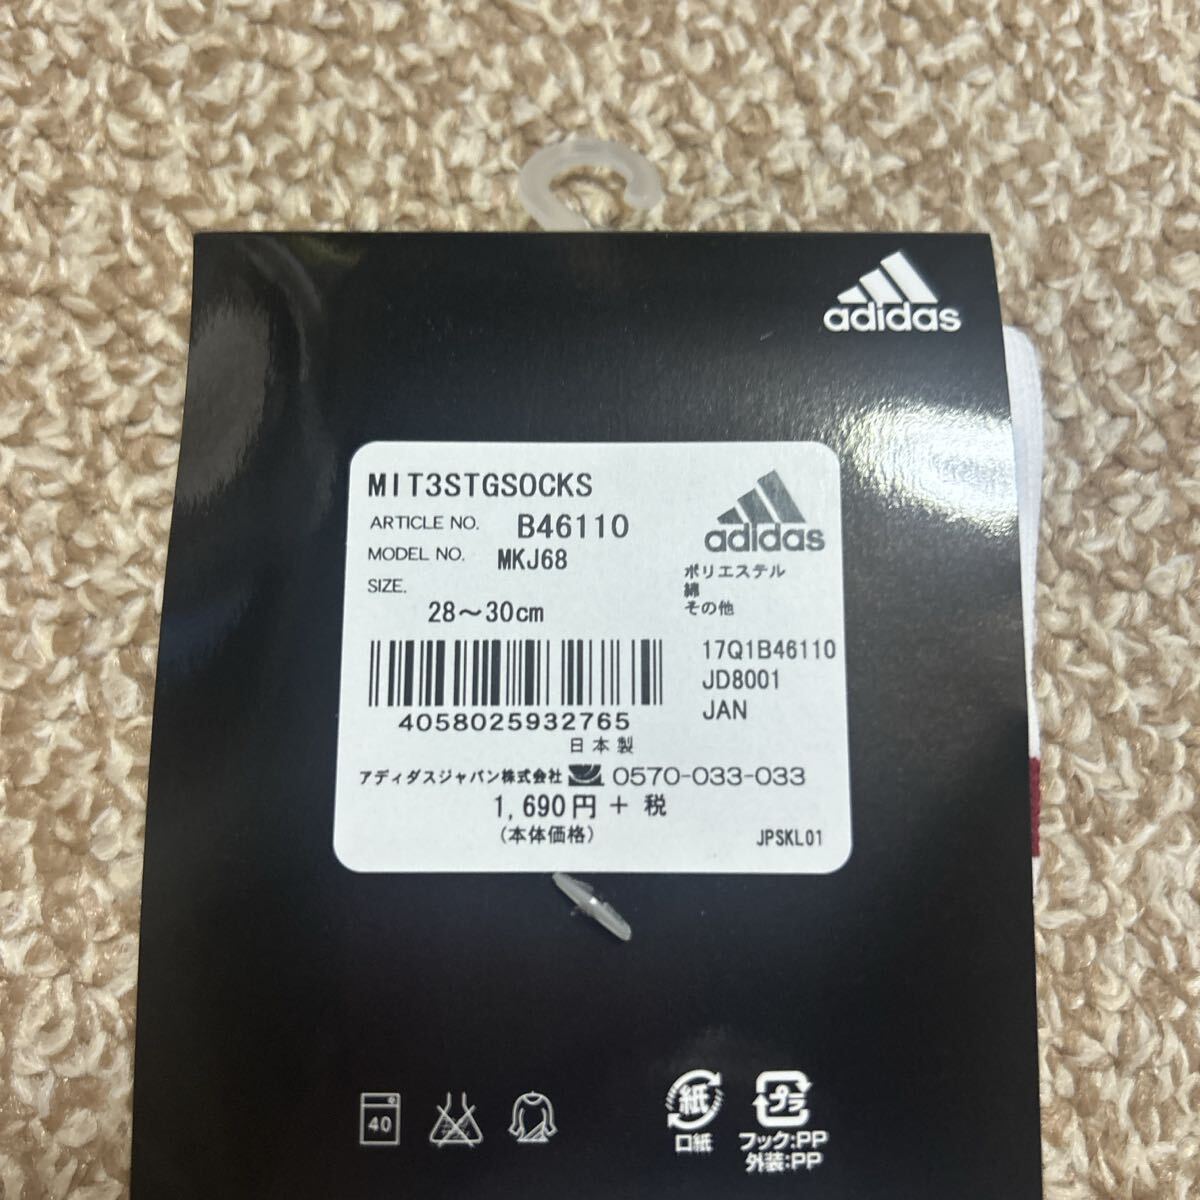 adidas
MIT3STGSOCKS
ARTICLE NO. B46110
MODEL NO. MKJ68
SIZE.
28～30cm
adidas
ポリエステル
綿
その他
17Q1B46110
JD8001
JAN
4058025932765
日本製
アディダスジャパン株式会社 0570-033-033
1,690円 + 税
(本体価格)
JPSKL01
40
紙
口紙
プラ
フック:PP
外装:PP